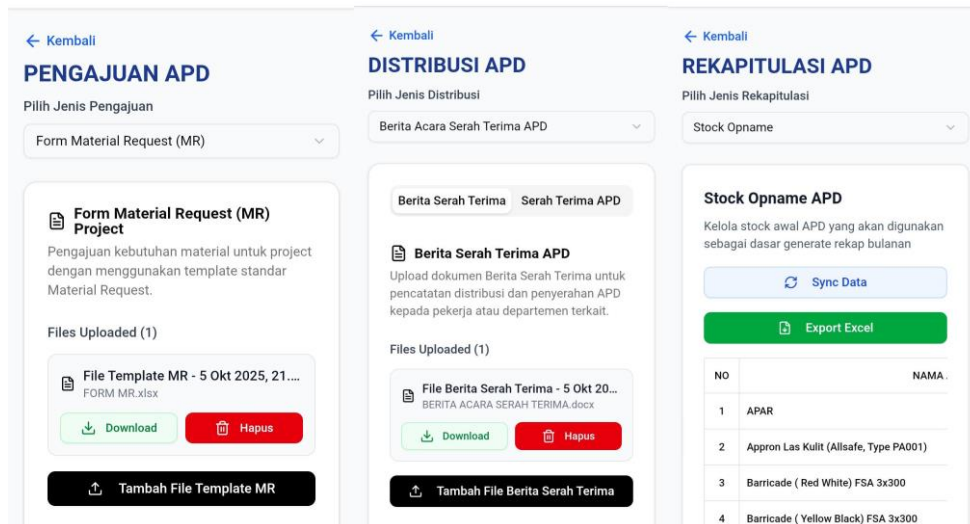 Kembali
PENGAJUAN APD
Pilih Jenis Pengajuan
Form Material Request (MR)
Form Material Request (MR)
Project
Pengajuan kebutuhan material untuk project
dengan menggunakan template standar
Material Request.
Files Uploaded (1)
File Template MR - 5 Okt 2025, 21....
FORM MR.xlsx
Download
Hapus
Tambah File Template MR
Kembali
DISTRIBUSI APD
Pilih Jenis Distribusi
Berita Acara Serah Terima APD
Berita Serah Terima
Serah Terima APD
Berita Serah Terima APD
Upload dokumen Berita Serah Terima untuk
pencatatan distribusi dan penyerahan APD
kepada pekerja atau departemen terkait.
Files Uploaded (1)
File Berita Serah Terima - 5 Okt 20...
BERITA ACARA SERAH TERIMA.docx
Download
Hapus
Tambah File Berita Serah Terima
Kembali
REKAPITULASI APD
Pilih Jenis Rekapitulasi
Stock Opname
Stock Opname APD
Kelola stock awal APD yang akan digunakan
sebagai dasar generate rekap bulanan
Sync Data
Export Excel
NO NAMA
1 APAR
2 Appron Las Kulit (Allsafe, Type PA001)
3 Barricade ( Red White) FSA 3x300
4 Barricade ( Yellow Black) FSA 3x300